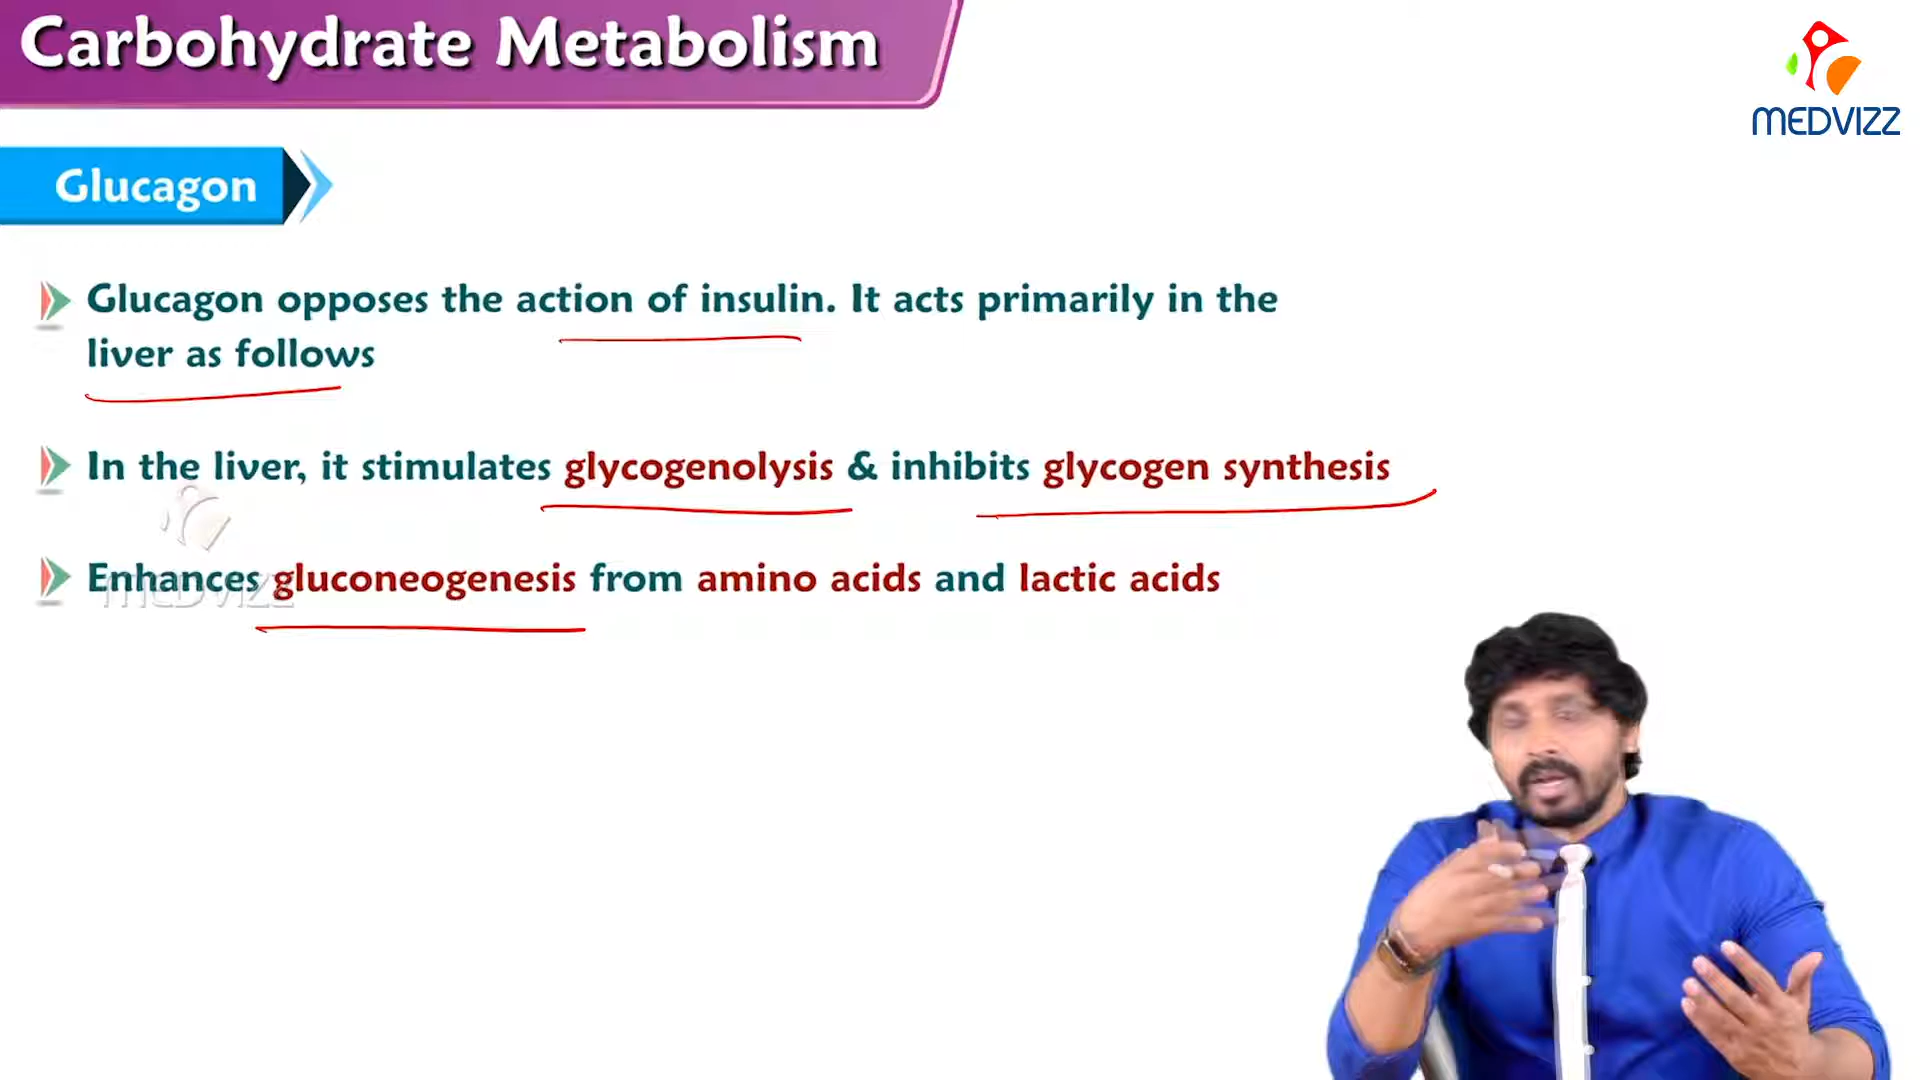 Carbohydrate Metabolism
MEDVIZZ
Glucagon
Glucagon opposes the action of insulin. It acts primarily in the
liver as follows
In the liver, it stimulates glycogenolysis & inhibits glycogen synthesis
Enhances gluconeogenesis from amino acids and lactic acids
MEDVIZZ